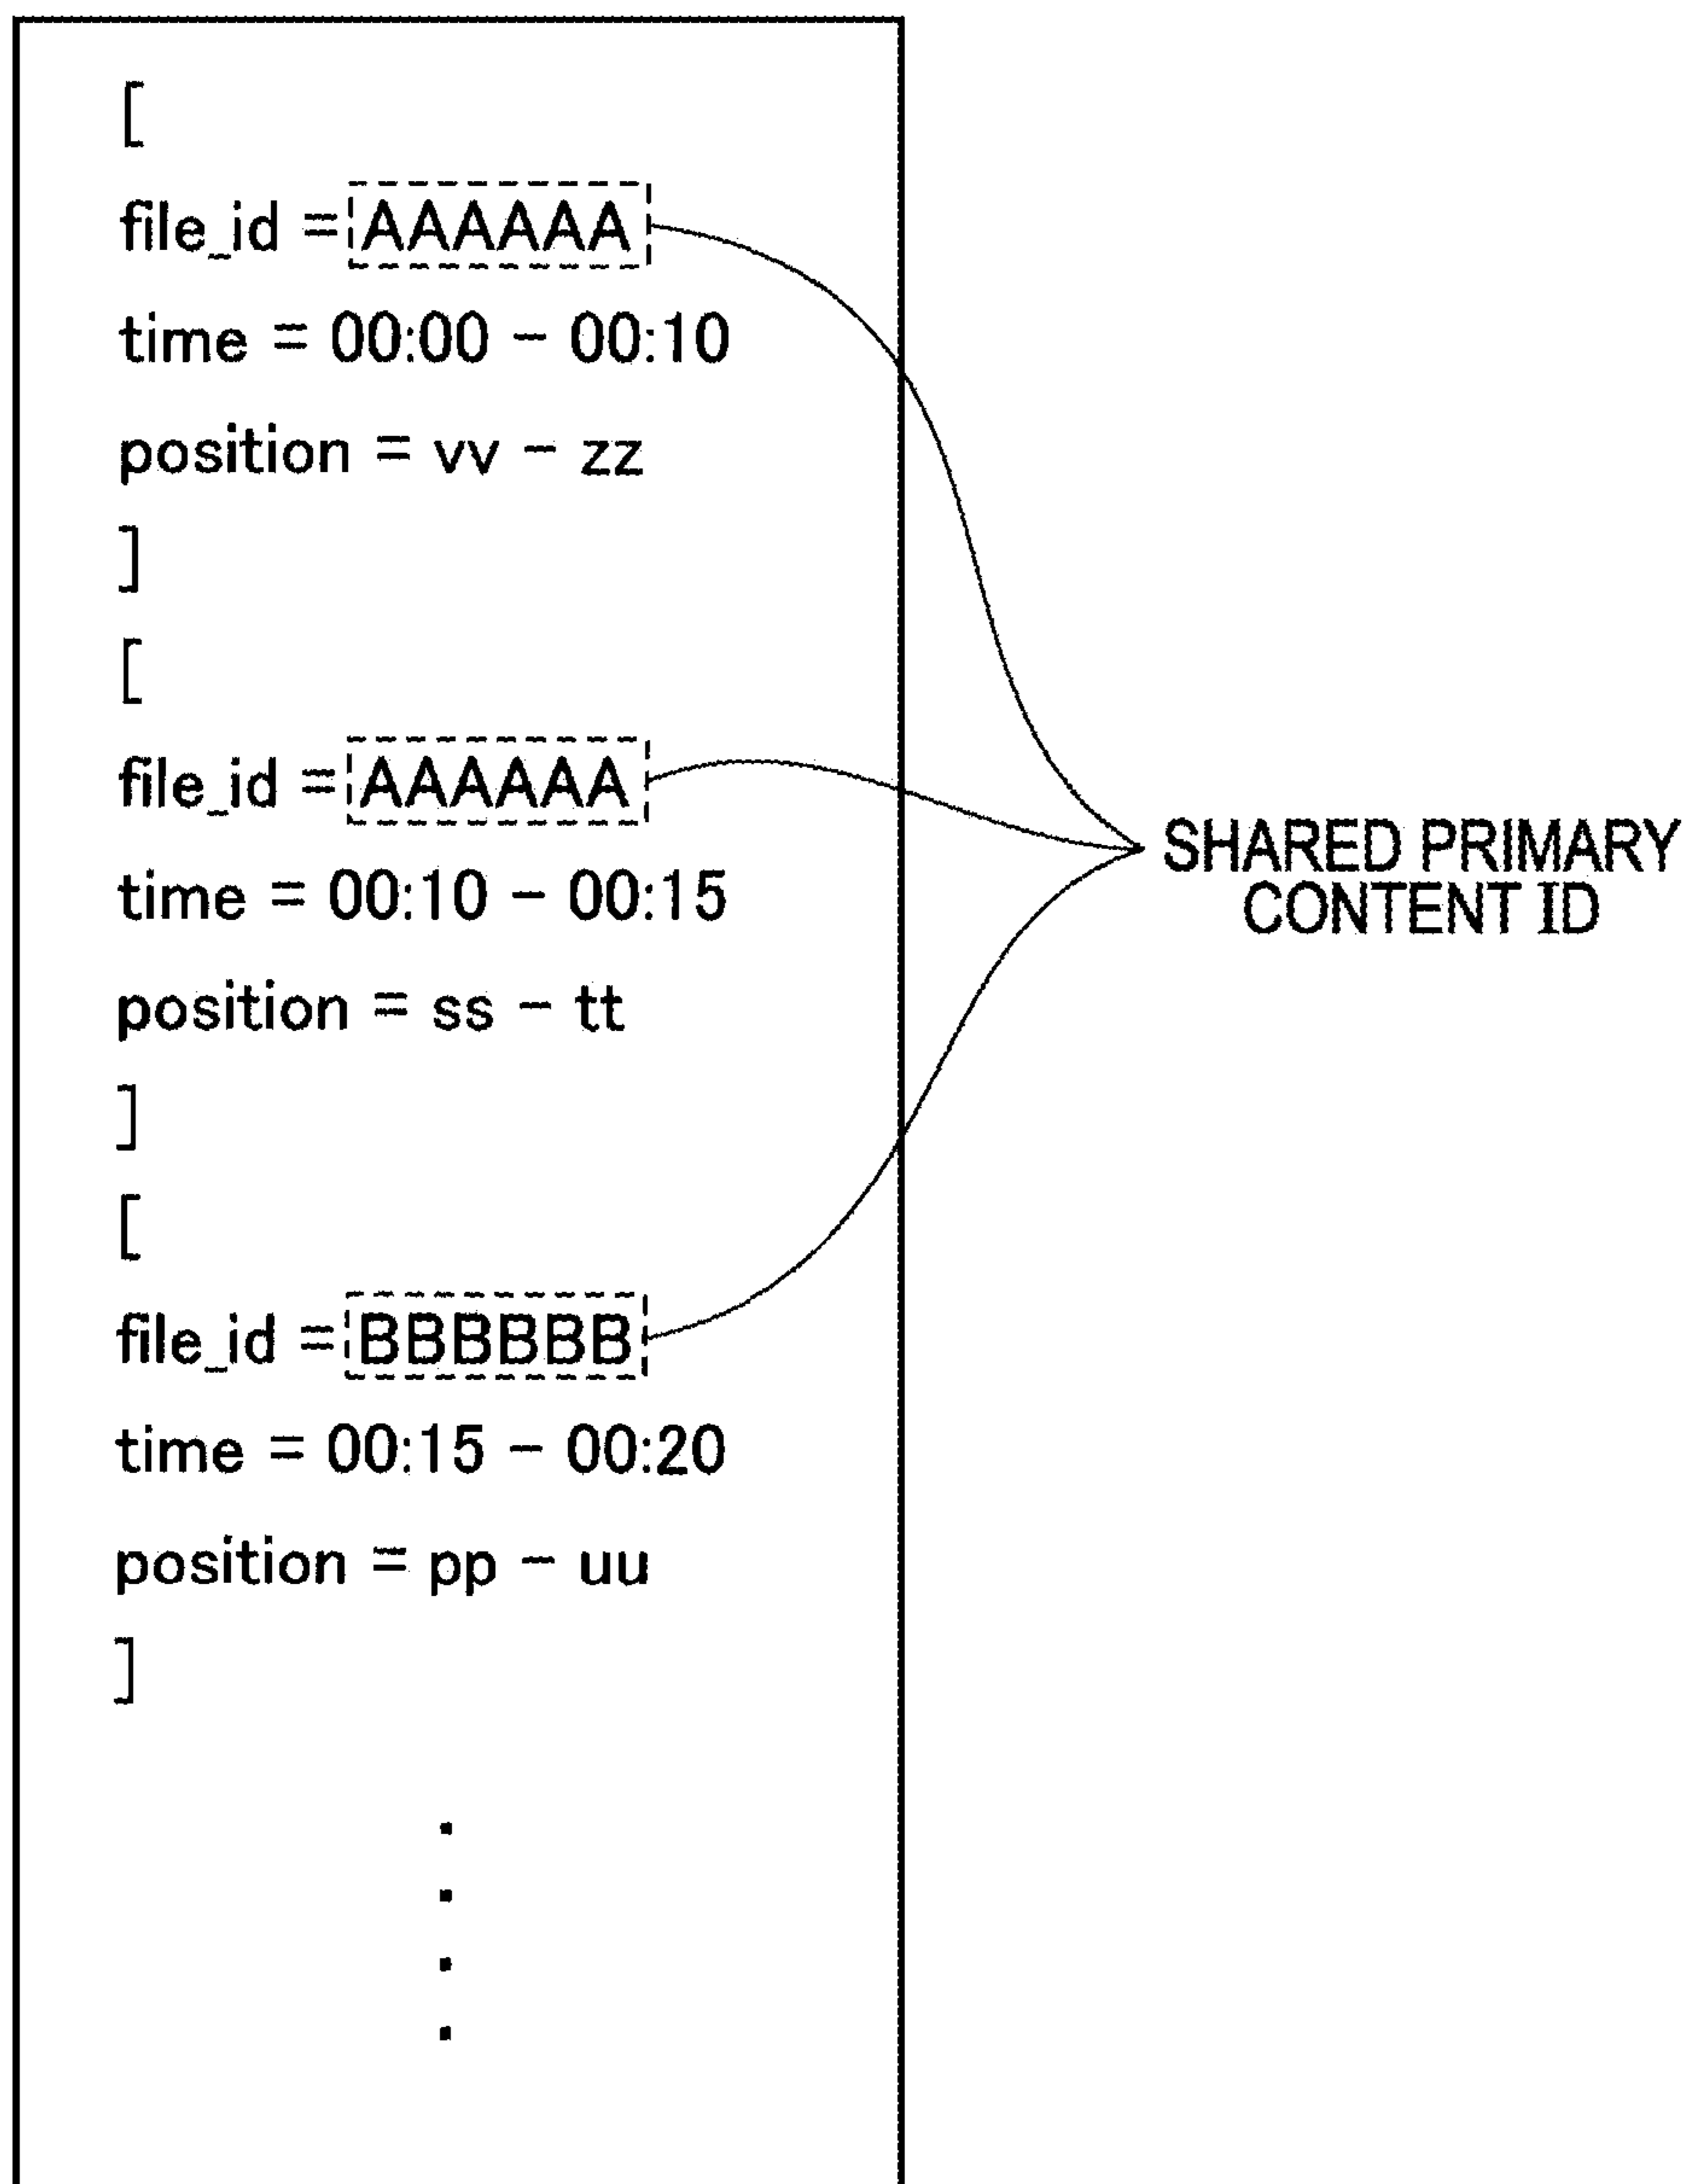 [
file_id = AAAAAA
time = 00:00 - 00:10
position = vv - zz
]
[
file_id = AAAAAA
time = 00:10 - 00:15
position = ss - tt
]
[
file_id = BBBBBB
time = 00:15 - 00:20
position = pp - uu
]
.
.
.
.
SHARED PRIMARY
CONTENT ID